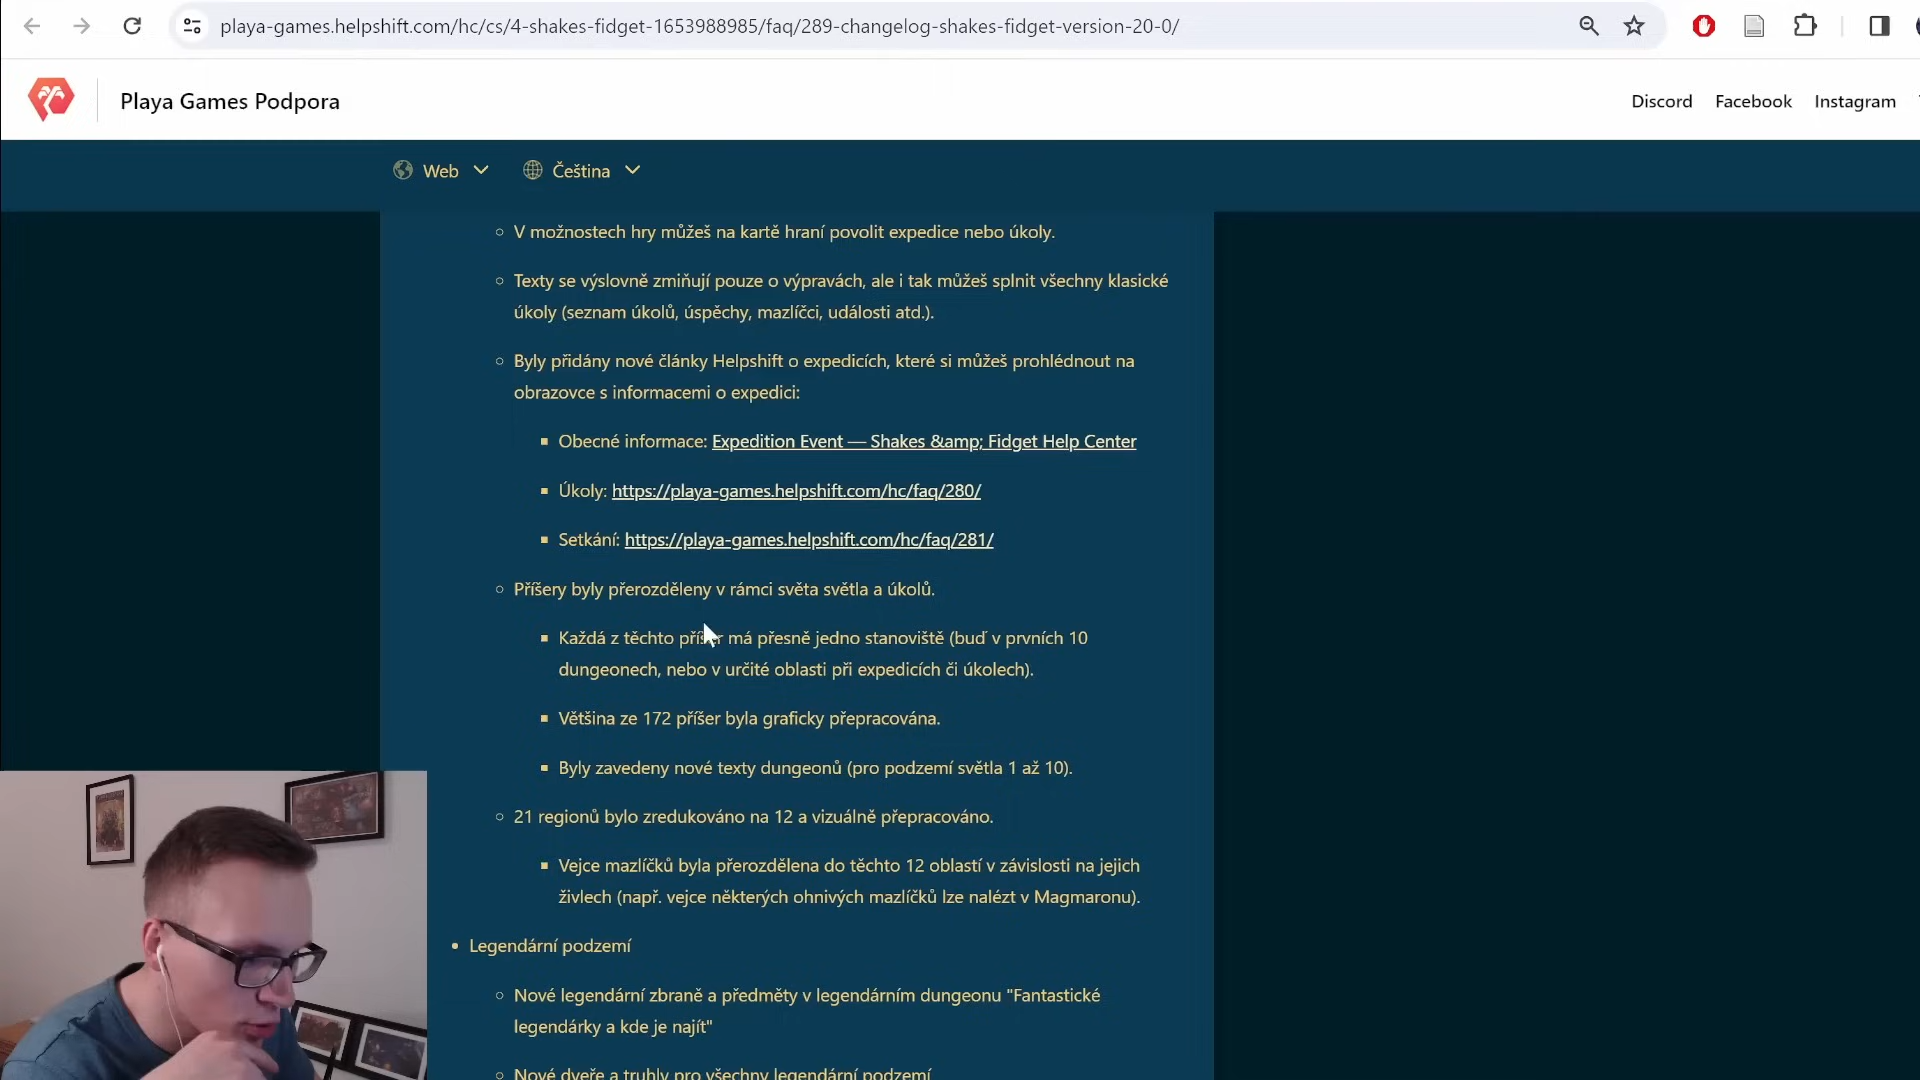 playa-games.helpshift.com/hc/cs/4-shakes-fidget-1653988985/faq/289-changelog-shakes-fidget-version-20-0/
Playa Games Podpora
Discord Facebook Instagram
Web Čeština
V možnostech hry můžeš na kartě hraní povolit expedice nebo úkoly.
Texty se výslovně zmiňují pouze o výpravách, ale i tak můžeš splnit všechny klasické
úkoly (seznam úkolů, úspěchy, mazlíčci, události atd.).
Byly přidány nové články Helpshift o expedicích, které si můžeš prohlédnout na
obrazovce s informacemi o expedici:
Obecné informace: Expedition Event — Shakes &amp; Fidget Help Center
Úkoly: https://playa-games.helpshift.com/hc/faq/280/
Setkání: https://playa-games.helpshift.com/hc/faq/281/
Příšery byly přerozděleny v rámci světa světla a úkolů.
Každá z těchto příšer má přesně jedno stanoviště (buď v prvních 10
dungeonech, nebo v určité oblasti při expedicích či úkolech).
Většina ze 172 příšer byla graficky přepracována.
Byly zavedeny nové texty dungeonů (pro podzemí světla 1 až 10).
21 regionů bylo zredukováno na 12 a vizuálně přepracováno.
Vejce mazlíčků byla přerozdělena do těchto 12 oblastí v závislosti na jejich
živlech (např. vejce některých ohnivých mazlíčků lze nalézt v Magmaronu).
Legendární podzemí
Nové legendární zbraně a předměty v legendárním dungeonu "Fantastické
legendárky a kde je najít"
Nové dveře a truhly pro všechny legendární podzemí